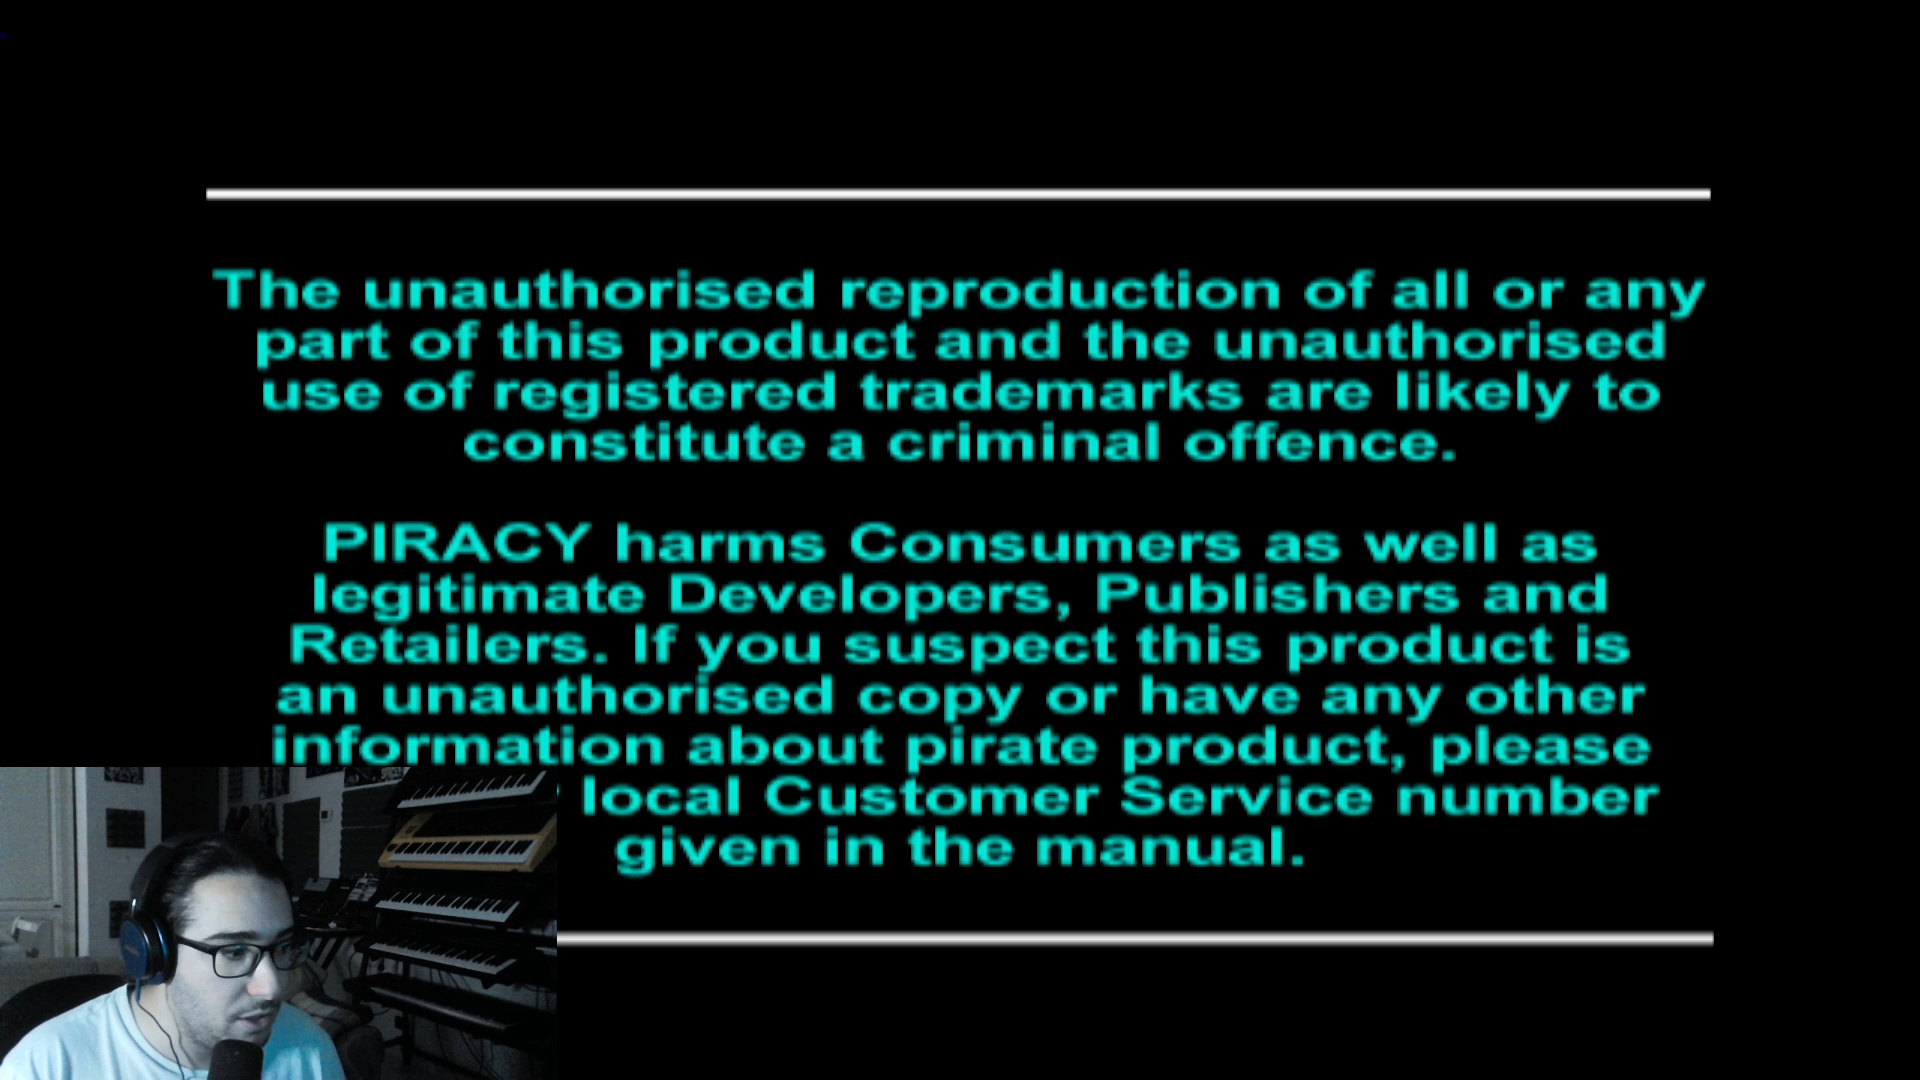 The unauthorised reproduction of all or any
part of this product and the unauthorised
use of registered trademarks are likely to
constitute a criminal offence.
PIRACY harms Consumers as well as
legitimate Developers, Publishers and
Retailers. If you suspect this product is
an unauthorised copy or have any other
information about pirate product, please
local Customer Service number
given in the manual.